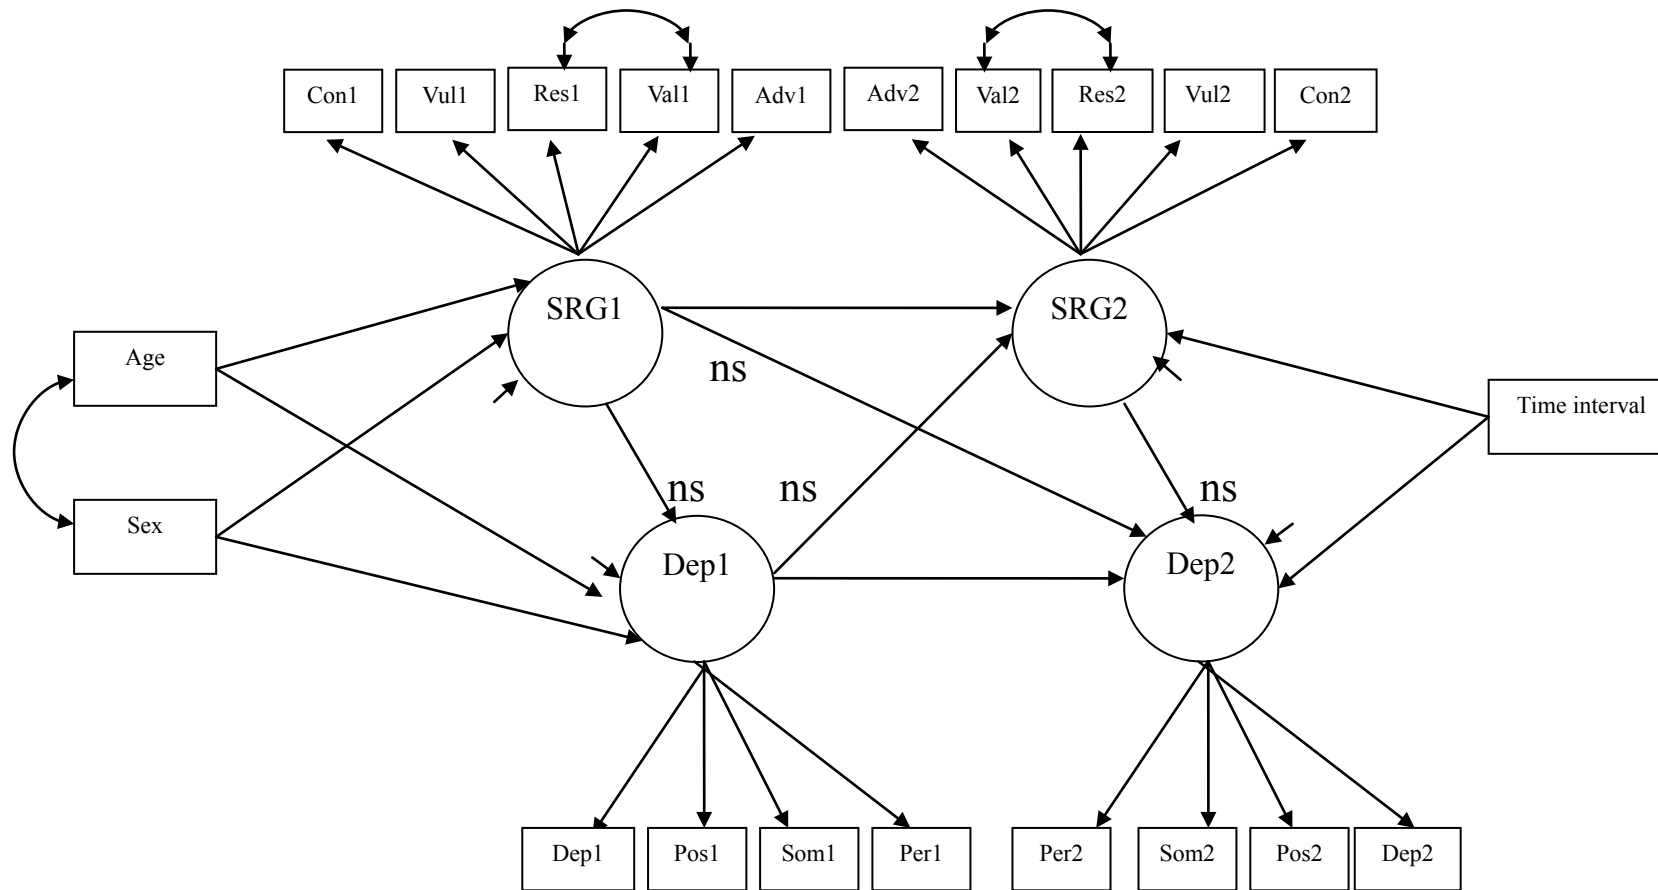 Con1
Vul1
Res1
Val1
Adv1
Adv2
Val2
Res2
Vul2
Con2
SRG1
SRG2
Age
ns
Time interval
Sex
ns
ns
ns
Dep1
Dep2
Dep1
Pos1
Som1
Per1
Per2
Som2
Pos2
Dep2